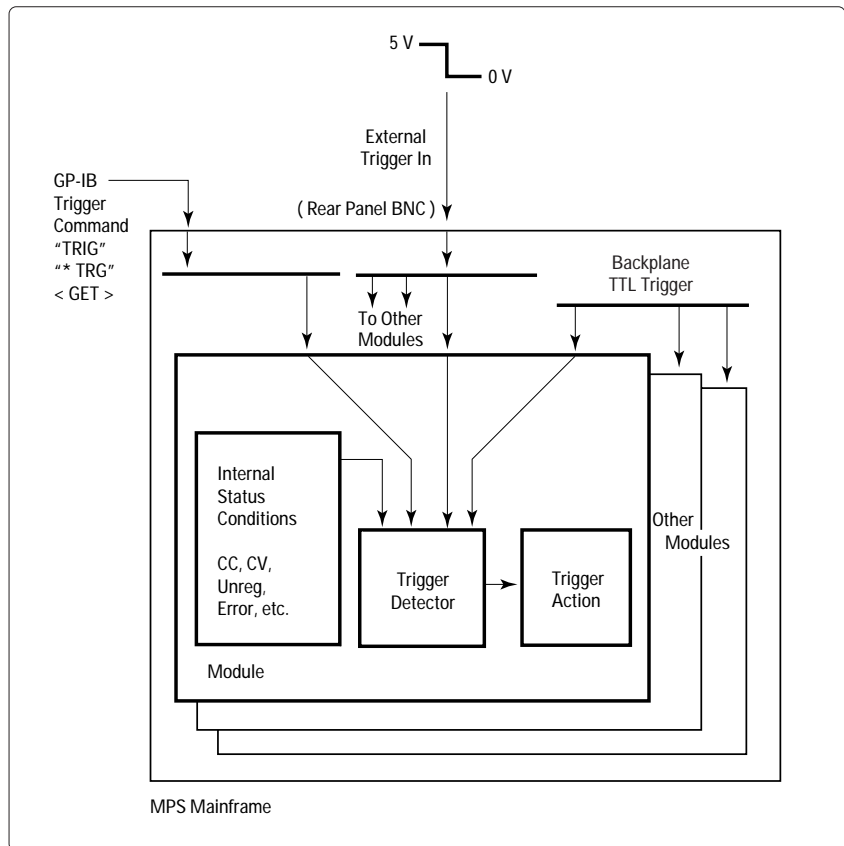 5 V
0 V
External
Trigger In
GP-IB
Trigger
Command
“TRIG”
“* TRG”
< GET >
( Rear Panel BNC )
Backplane
TTL Trigger
To Other
Modules
Internal
Status
Conditions
CC, CV,
Unreg,
Error, etc.
Trigger
Detector
Trigger
Action
Other
Modules
Module
MPS Mainframe